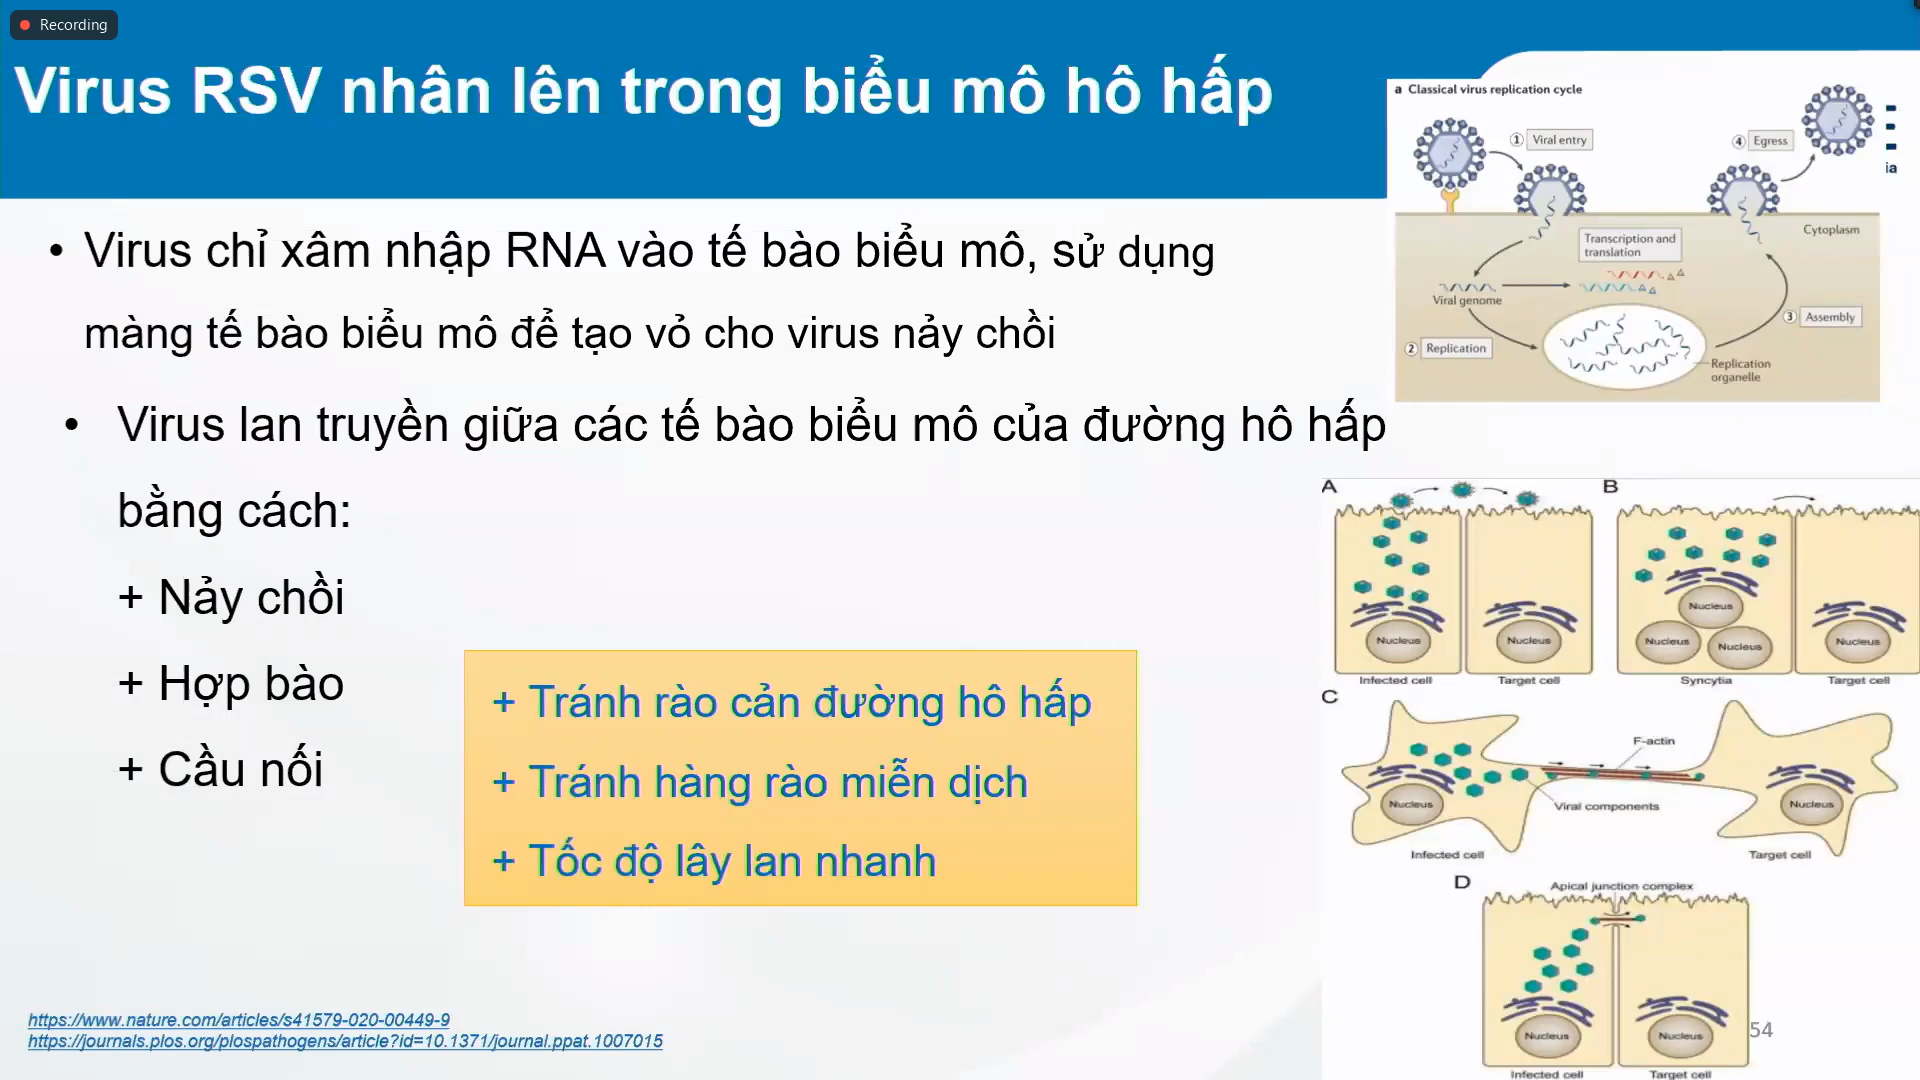 Recording
Virus RSV nhân lên trong biểu mô hô hấp
• Virus chỉ xâm nhập RNA vào tế bào biểu mô, sử dụng
màng tế bào biểu mô để tạo vỏ cho virus nảy chồi
• Virus lan truyền giữa các tế bào biểu mô của đường hô hấp
bằng cách:
+ Nảy chồi
+ Hợp bào
+ Cầu nối
+ Tránh rào cản đường hô hấp
+ Tránh hàng rào miễn dịch
+ Tốc độ lây lan nhanh
a Classical virus replication cycle
1 Viral entry
4 Egress
ia
Cytoplasm
Transcription and
translation
Viral genome
3 Assembly
2 Replication
Replication
organelle
A
B
Nucleus
Nucleus
Nucleus
Nucleus
Nucleus
Nucleus
Infected cell
Target cell
Syncytia
Target cell
C
F-actin
Nucleus
Viral components
Nucleus
Infected cell
Target cell
D
Apical junction complex
Nucleus
Nucleus
Infected cell
Target cell
54
https://www.nature.com/articles/s41579-020-00449-9
https://journals.plos.org/plospathogens/article?id=10.1371/journal.ppat.1007015